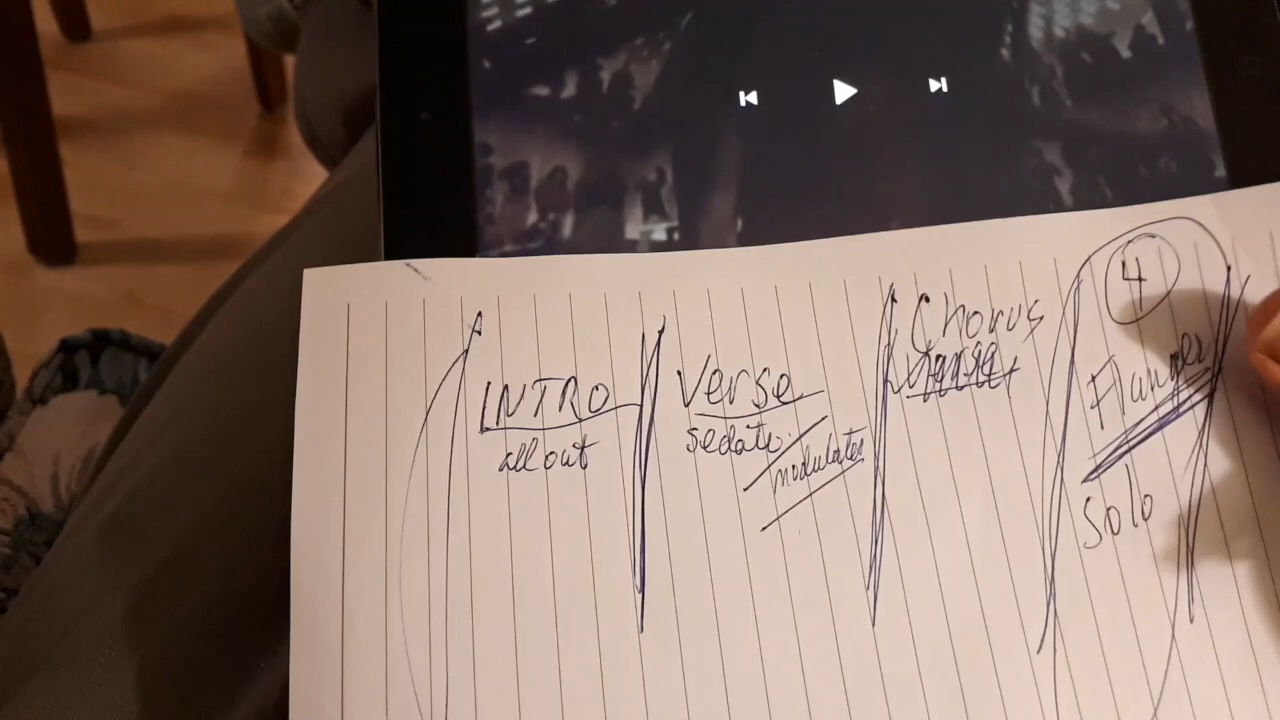 INTRO
all out
Verse
sedate
modulates
Chorus
4
Flanger
Solo